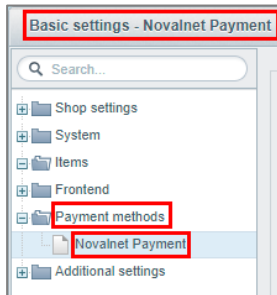 Basic settings - Novalnet Payment
Search...
Shop settings
System
Items
Frontend
Payment methods
Novalnet Payment
Additional settings